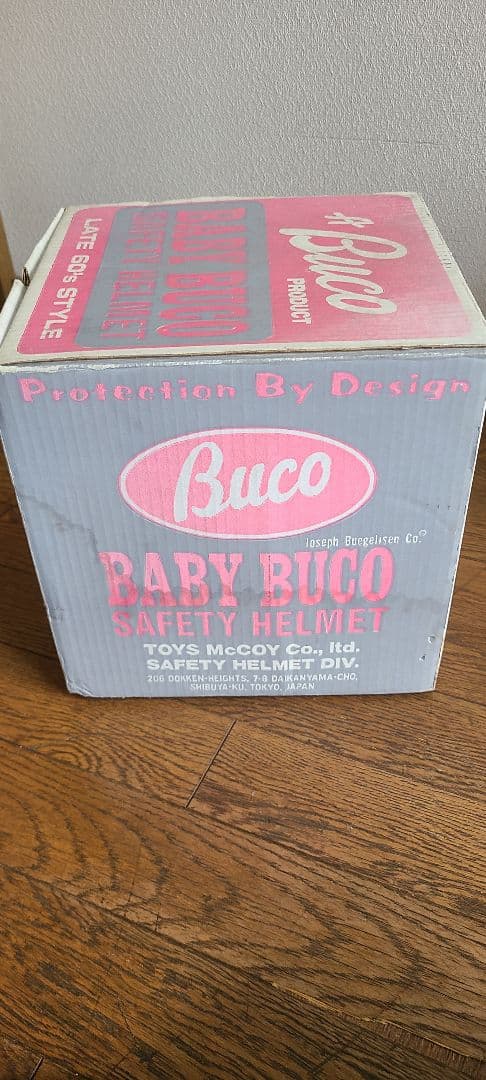 A Buco
PRODUCT
BABY BUCO
SAFETY HELMET
LATE 60's STYLE
Protection By Design
Buco
Joseph Buegeleisen Co.
BABY BUCO
SAFETY HELMET
TOYS McCOY Co., ltd.
SAFETY HELMET DIV.
206 DOKKEN-HEIGHTS, 7-8 DAIKANYAMA-CHO,
SHIBUYA-KU, TOKYO, JAPAN